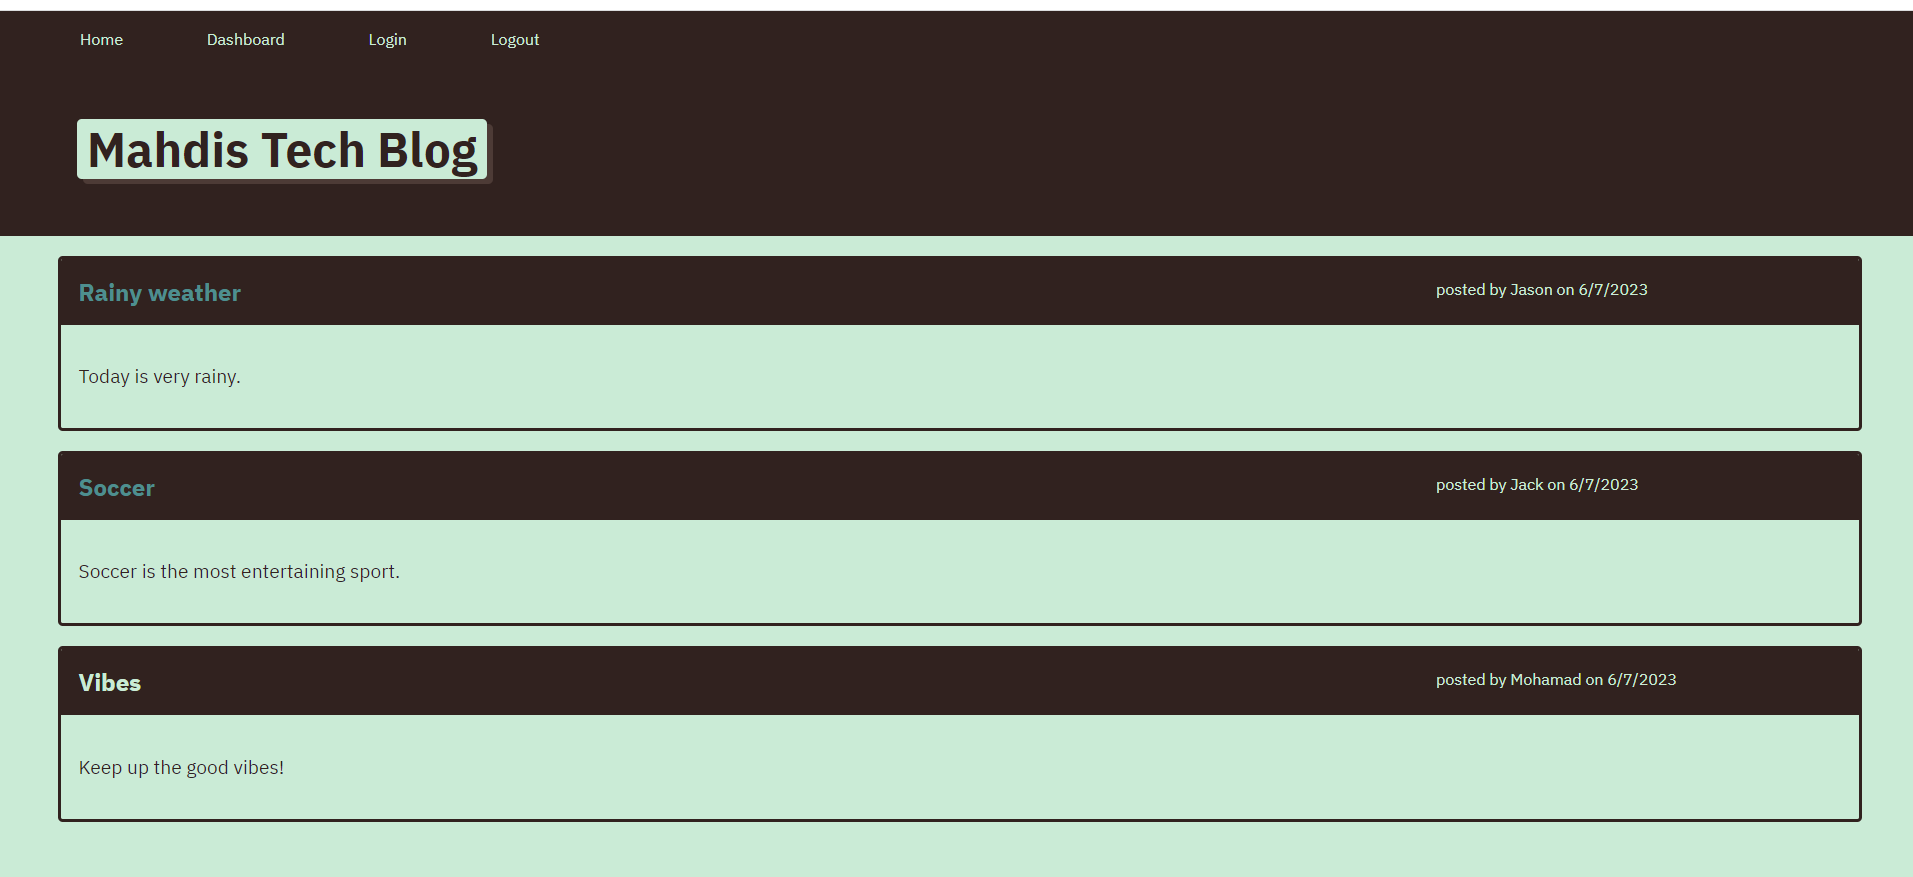 Home Dashboard Login Logout
Mahdis Tech Blog
Rainy weather posted by Jason on 6/7/2023
Today is very rainy.
Soccer posted by Jack on 6/7/2023
Soccer is the most entertaining sport.
Vibes posted by Mohamad on 6/7/2023
Keep up the good vibes!